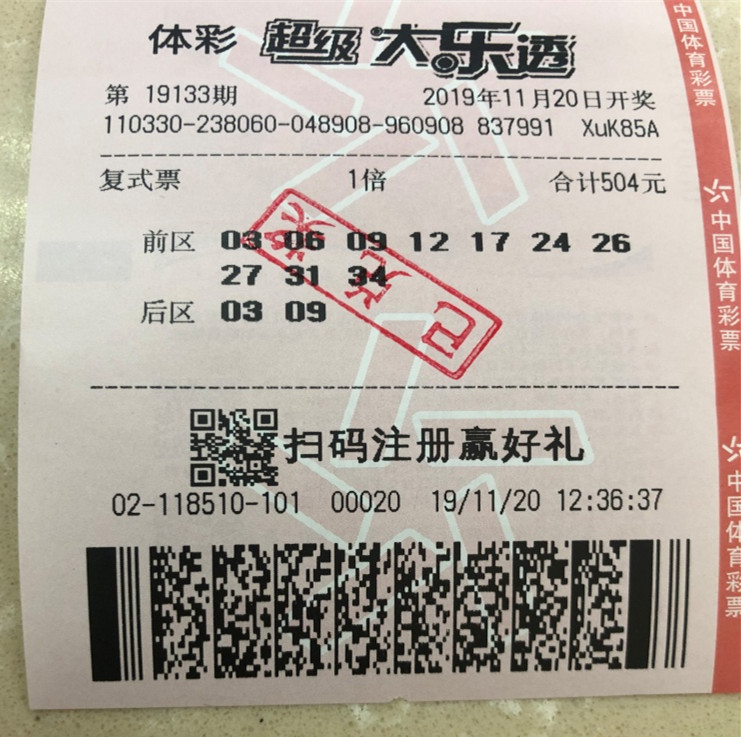 体彩 超级大乐透
第 19133期 2019年11月20日开奖
110330-238060-048908-960908 837991 XuK85A
复式票 1倍 合计504元
前区 03 06 09 12 17 24 26
27 31 34
后区 03 09
已兑奖
扫码注册赢好礼
02-118510-101 00020 19/11/20 12:36:37
中国体育彩票
中国体育彩票
中国体育彩票